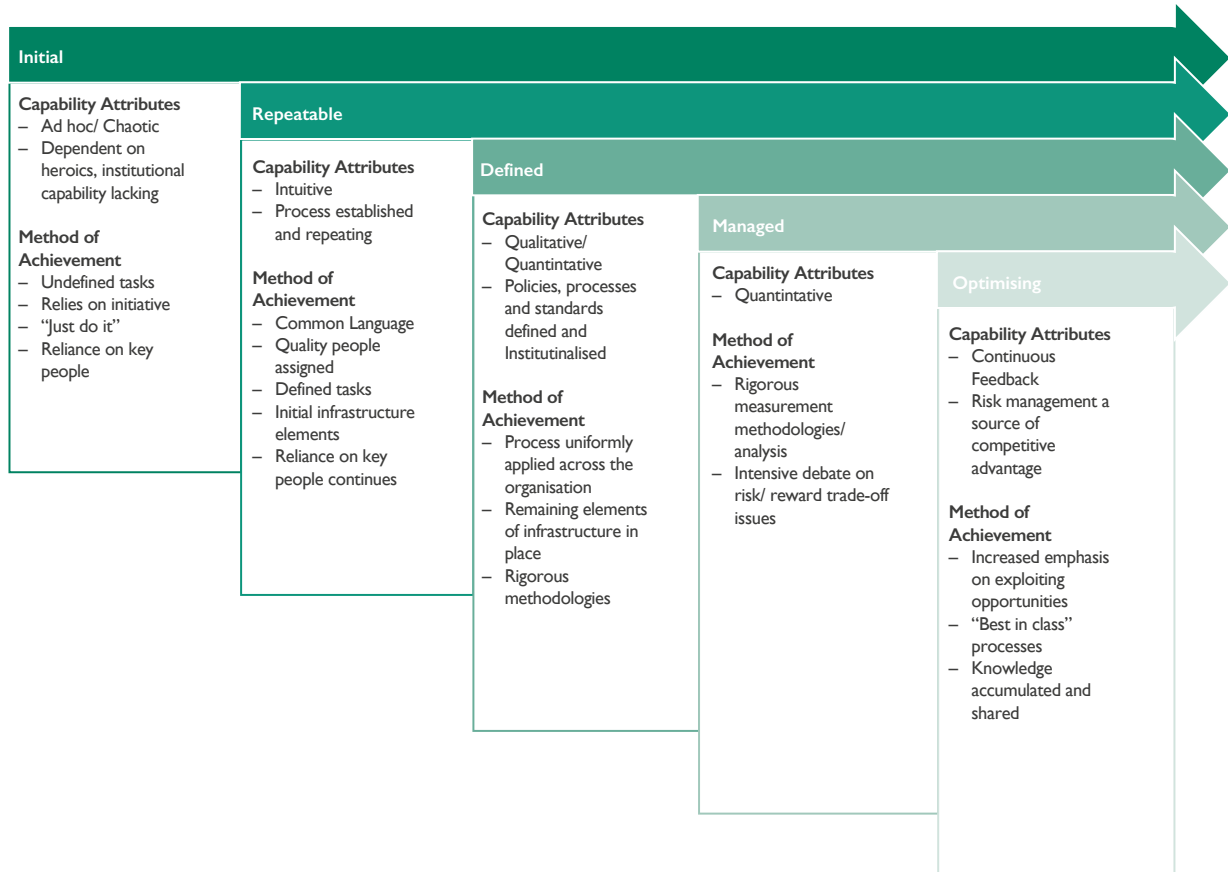 Initial
Capability Attributes
– Ad hoc/ Chaotic
– Dependent on
heroics, institutional
capability lacking
Method of
Achievement
– Undefined tasks
– Relies on initiative
– “Just do it”
– Reliance on key
people
Repeatable
Capability Attributes
– Intuitive
– Process established
and repeating
Method of
Achievement
– Common Language
– Quality people
assigned
– Defined tasks
– Initial infrastructure
elements
– Reliance on key
people continues
Defined
Capability Attributes
– Qualitative/
Quantintative
– Policies, processes
and standards
defined and
Institutinalised
Method of
Achievement
– Process uniformly
applied across the
organisation
– Remaining elements
of infrastructure in
place
– Rigorous
methodologies
Managed
Capability Attributes
– Quantintative
Method of
Achievement
– Rigorous
measurement
methodologies/
analysis
– Intensive debate on
risk/ reward trade-off
issues
Optimising
Capability Attributes
– Continuous
Feedback
– Risk management a
source of
competitive
advantage
Method of
Achievement
– Increased emphasis
on exploiting
opportunities
– “Best in class”
processes
– Knowledge
accumulated and
shared